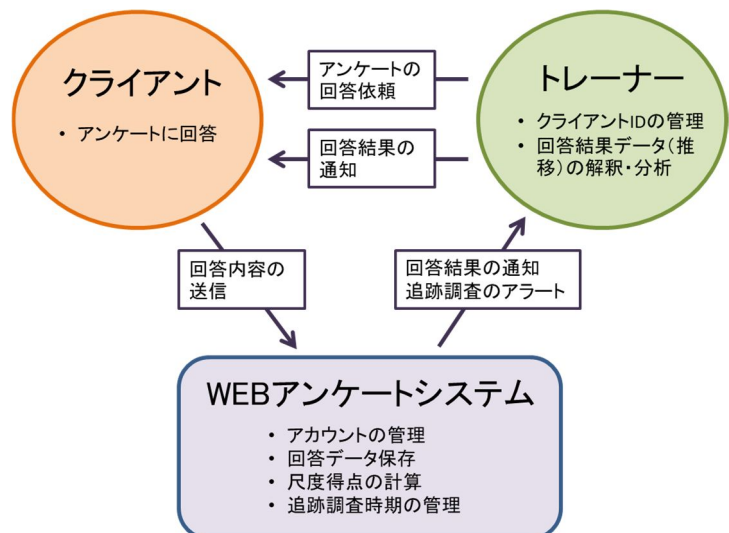 クライアント
・ アンケートに回答
アンケートの
回答依頼
回答結果の
通知
トレーナー
・ クライアントIDの管理
・ 回答結果データ(推
移)の解釈・分析
回答内容の
送信
回答結果の通知
追跡調査のアラート
WEBアンケートシステム
・ アカウントの管理
・ 回答データ保存
・ 尺度得点の計算
・ 追跡調査時期の管理